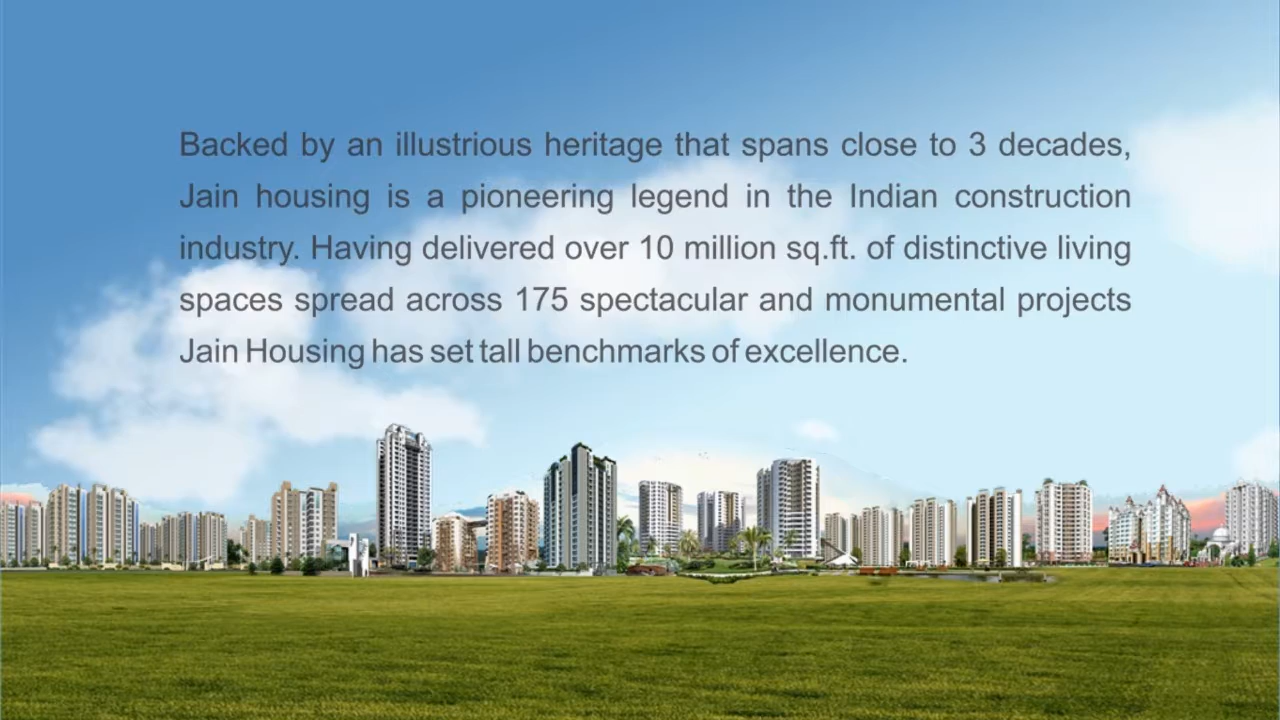 Backed by an illustrious heritage that spans close to 3 decades,
Jain housing is a pioneering legend in the Indian construction
industry. Having delivered over 10 million sq.ft. of distinctive living
spaces spread across 175 spectacular and monumental projects
Jain Housing has set tall benchmarks of excellence.